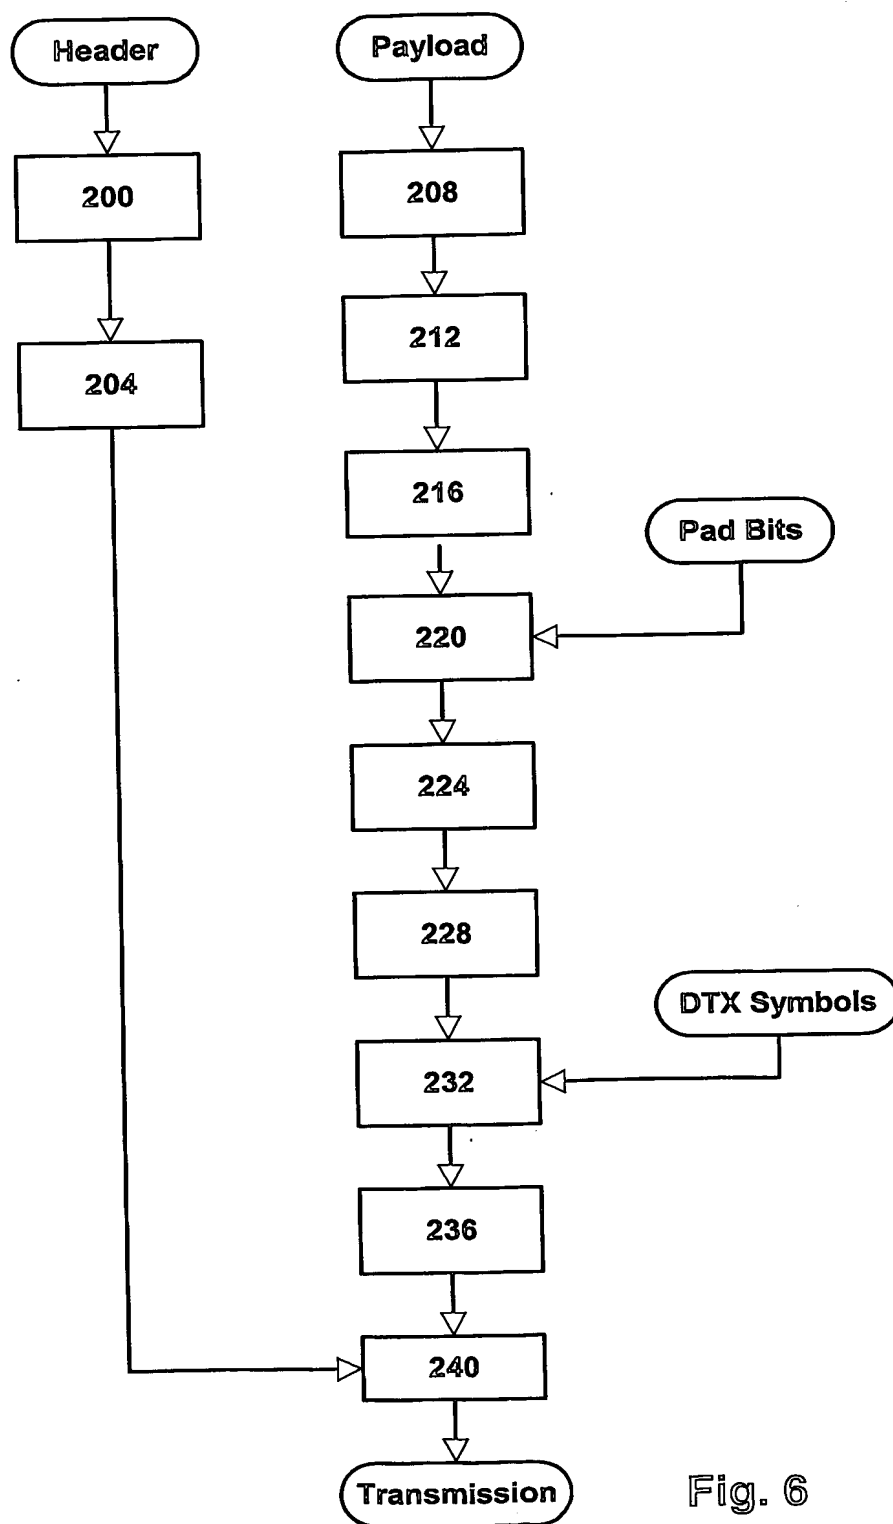 Header
Payload
200
208
212
204
216
Pad Bits
220
224
228
DTX Symbols
232
236
240
Transmission
Fig. 6